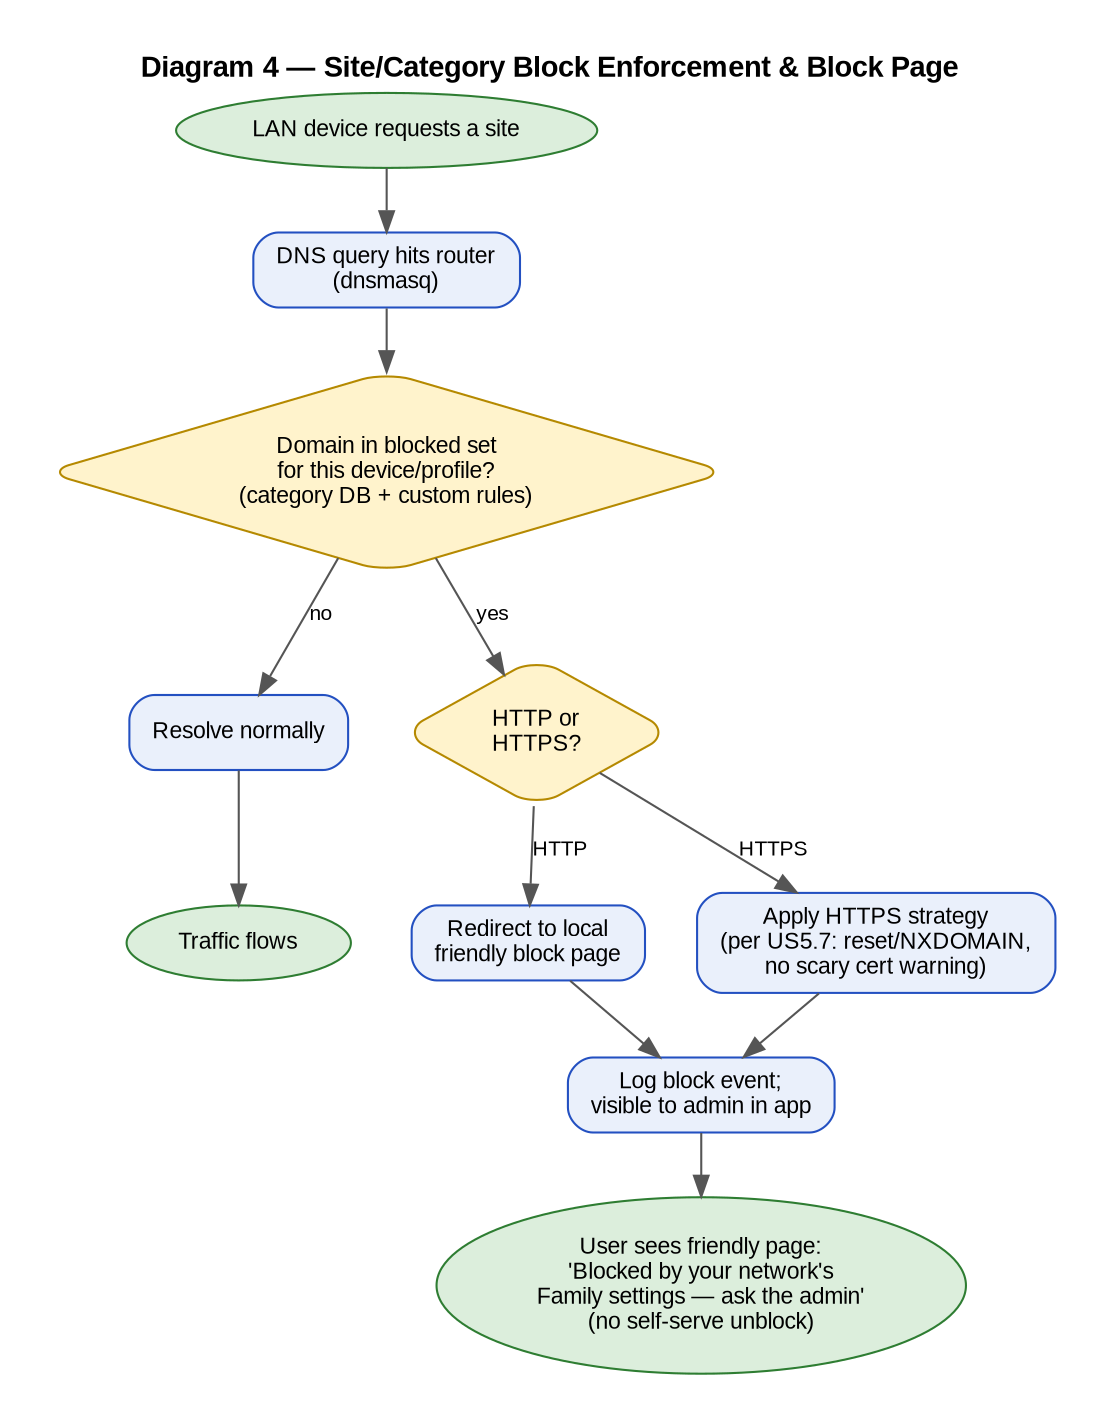 Diagram 4 — Site/Category Block Enforcement & Block Page
LAN device requests a site
DNS query hits router
(dnsmasq)
Domain in blocked set
for this device/profile?
(category DB + custom rules)
no
yes
Resolve normally
HTTP or
HTTPS?
HTTP
HTTPS
Traffic flows
Redirect to local
friendly block page
Apply HTTPS strategy
(per US5.7: reset/NXDOMAIN,
no scary cert warning)
Log block event;
visible to admin in app
User sees friendly page:
'Blocked by your network's
Family settings — ask the admin'
(no self-serve unblock)